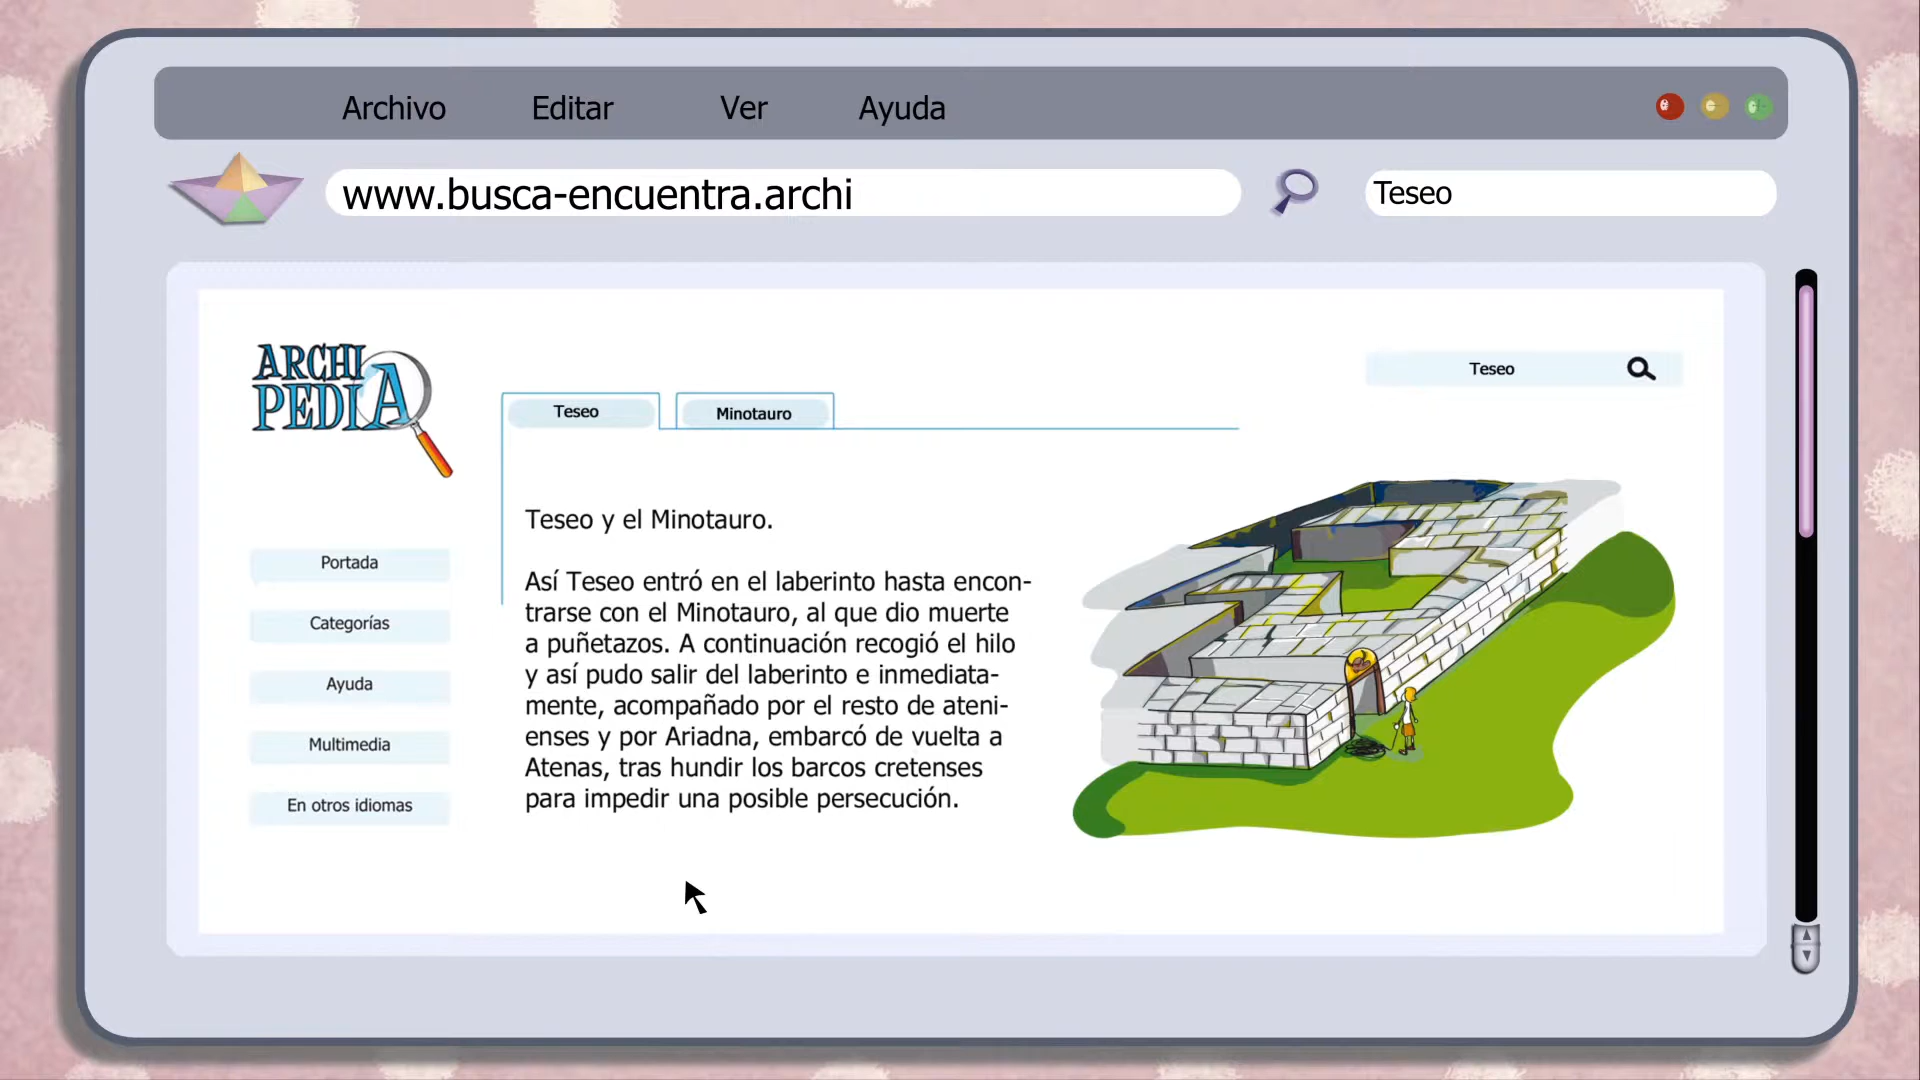 Archivo Editar Ver Ayuda
www.busca-encuentra.archi
Teseo
ARCHI
PEDIA
Teseo
Teseo
Minotauro
Teseo y el Minotauro.
Así Teseo entró en el laberinto hasta encon-
trarse con el Minotauro, al que dio muerte
a puñetazos. A continuación recogió el hilo
y así pudo salir del laberinto e inmediata-
mente, acompañado por el resto de ateni-
enses y por Ariadna, embarcó de vuelta a
Atenas, tras hundir los barcos cretenses
para impedir una posible persecución.
Portada
Categorías
Ayuda
Multimedia
En otros idiomas